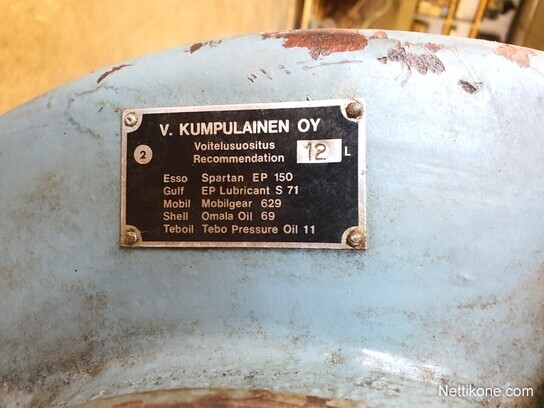 V. KUMPULAINEN OY
2
Voitelusuositus
Recommendation 12 L
Esso Spartan EP 150
Gulf EP Lubricant S 71
Mobil Mobilgear 629
Shell Omala Oil 69
Teboil Tebo Pressure Oil 11
Nettikone.com